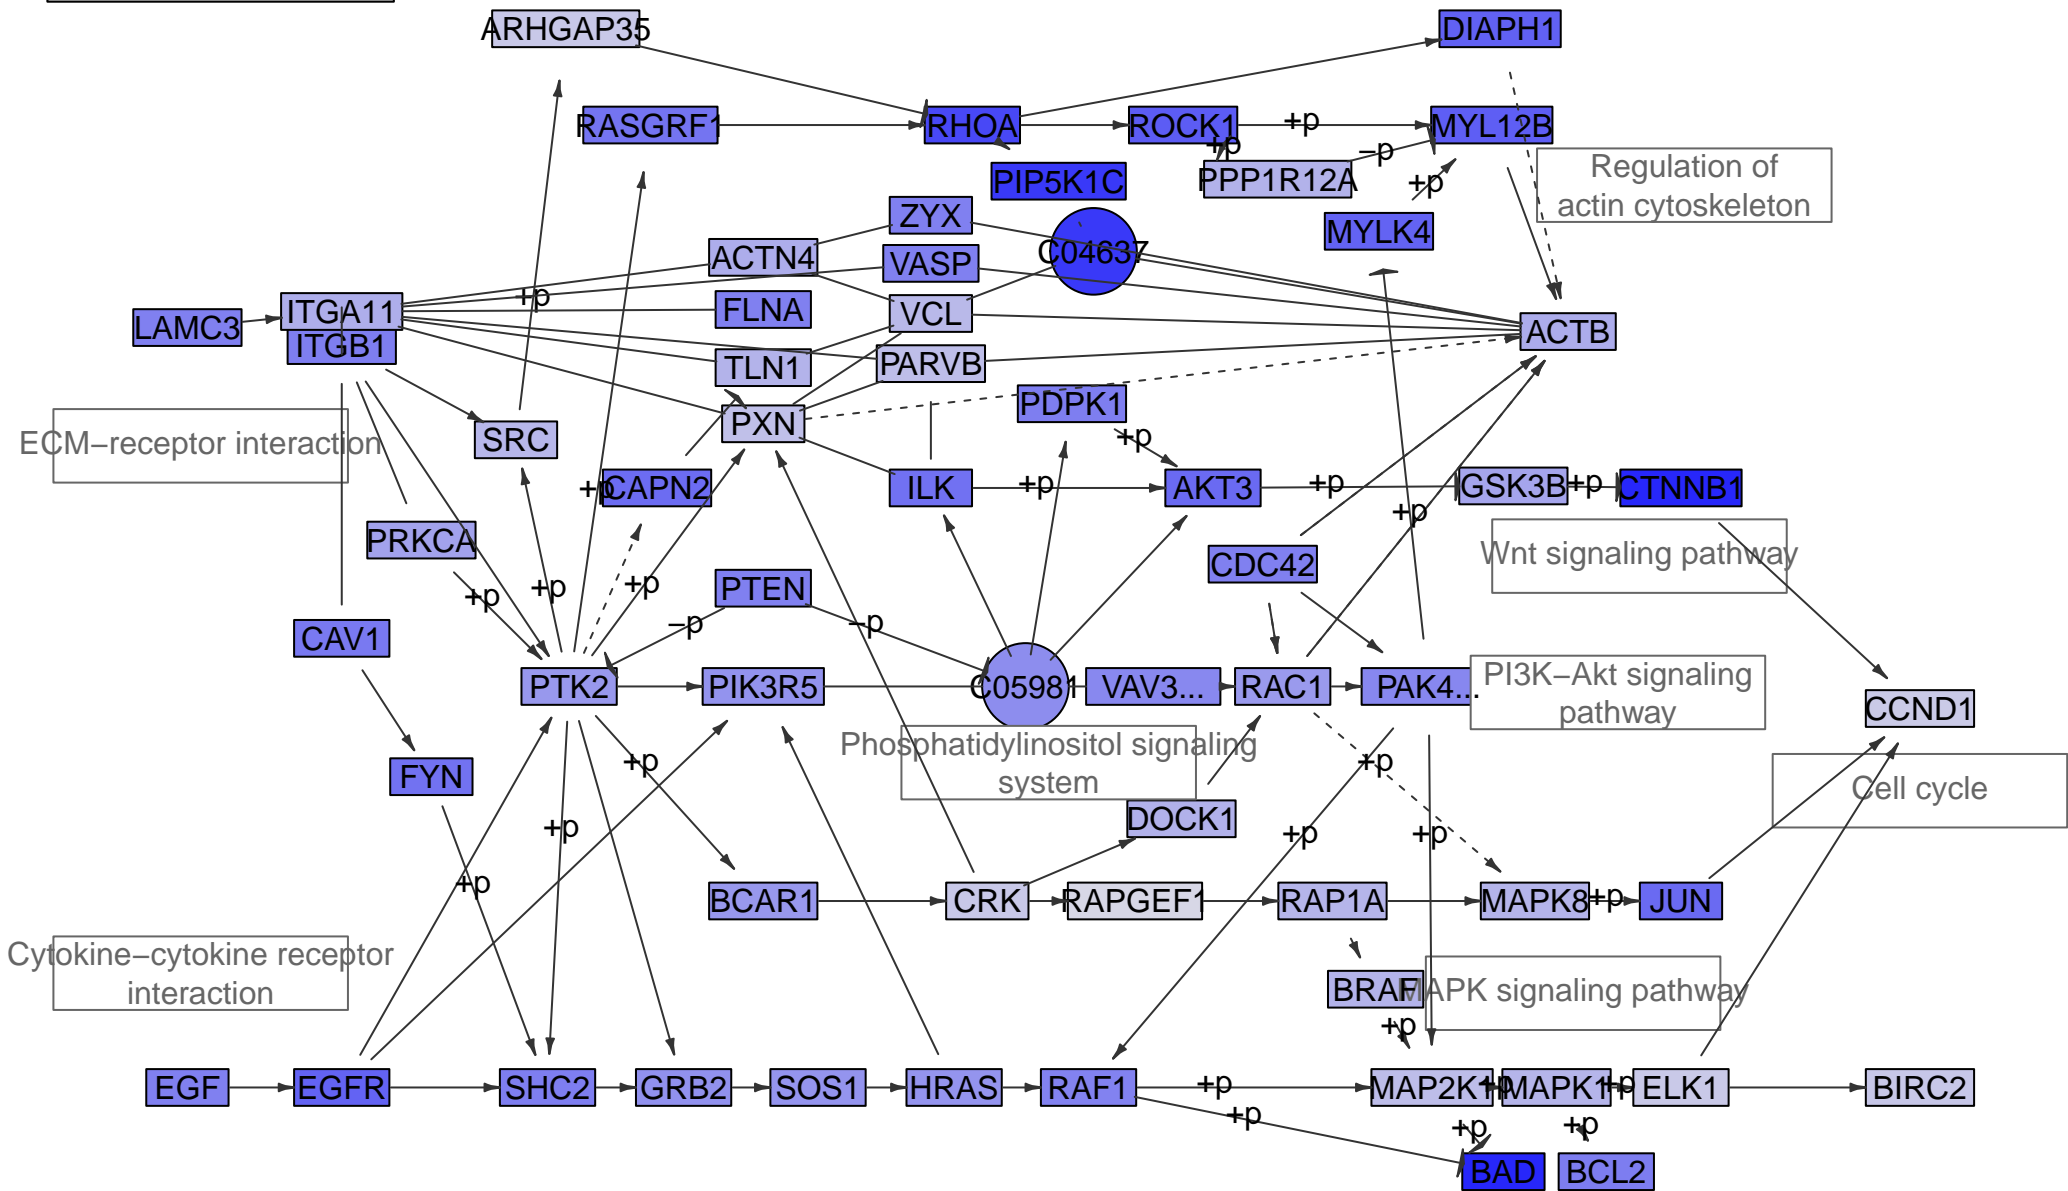 ARHGAP35
DIAPH1
RASGRF1
RHOA
ROCK1
+p
MYL12B
+p
−p
PIP5K1C
PPP1R12A
+p
Regulation of
actin cytoskeleton
ZYX
MYLK4
ACTN4
VASP
C04637
+p
ITGA11
FLNA
VCL
LAMC3
ITGB1
ACTB
TLN1
PARVB
PDPK1
PXN
ECM−receptor interaction
SRC
+p
+p
CAPN2
ILK
+p
AKT3
+p
GSK3B
+p
CTNNB1
+p
PRKCA
Wnt signaling pathway
CDC42
+p
+p
+p
PTEN
−p
−p
CAV1
PTK2
PIK3R5
C05981
VAV3...
RAC1
PAK4...
PI3K−Akt signaling
pathway
CCND1
Phosphatidylinositol signaling
system
+p
+p
FYN
Cell cycle
+p
DOCK1
+p
+p
+p
BCAR1
CRK
RAPGEF1
RAP1A
MAPK8
+p
JUN
Cytokine−cytokine receptor
interaction
BRAF
MAPK signaling pathway
+p
EGF
EGFR
SHC2
GRB2
SOS1
HRAS
RAF1
+p
MAP2K1
+p
MAPK1
+p
ELK1
BIRC2
+p
+p
+p
BAD
BCL2